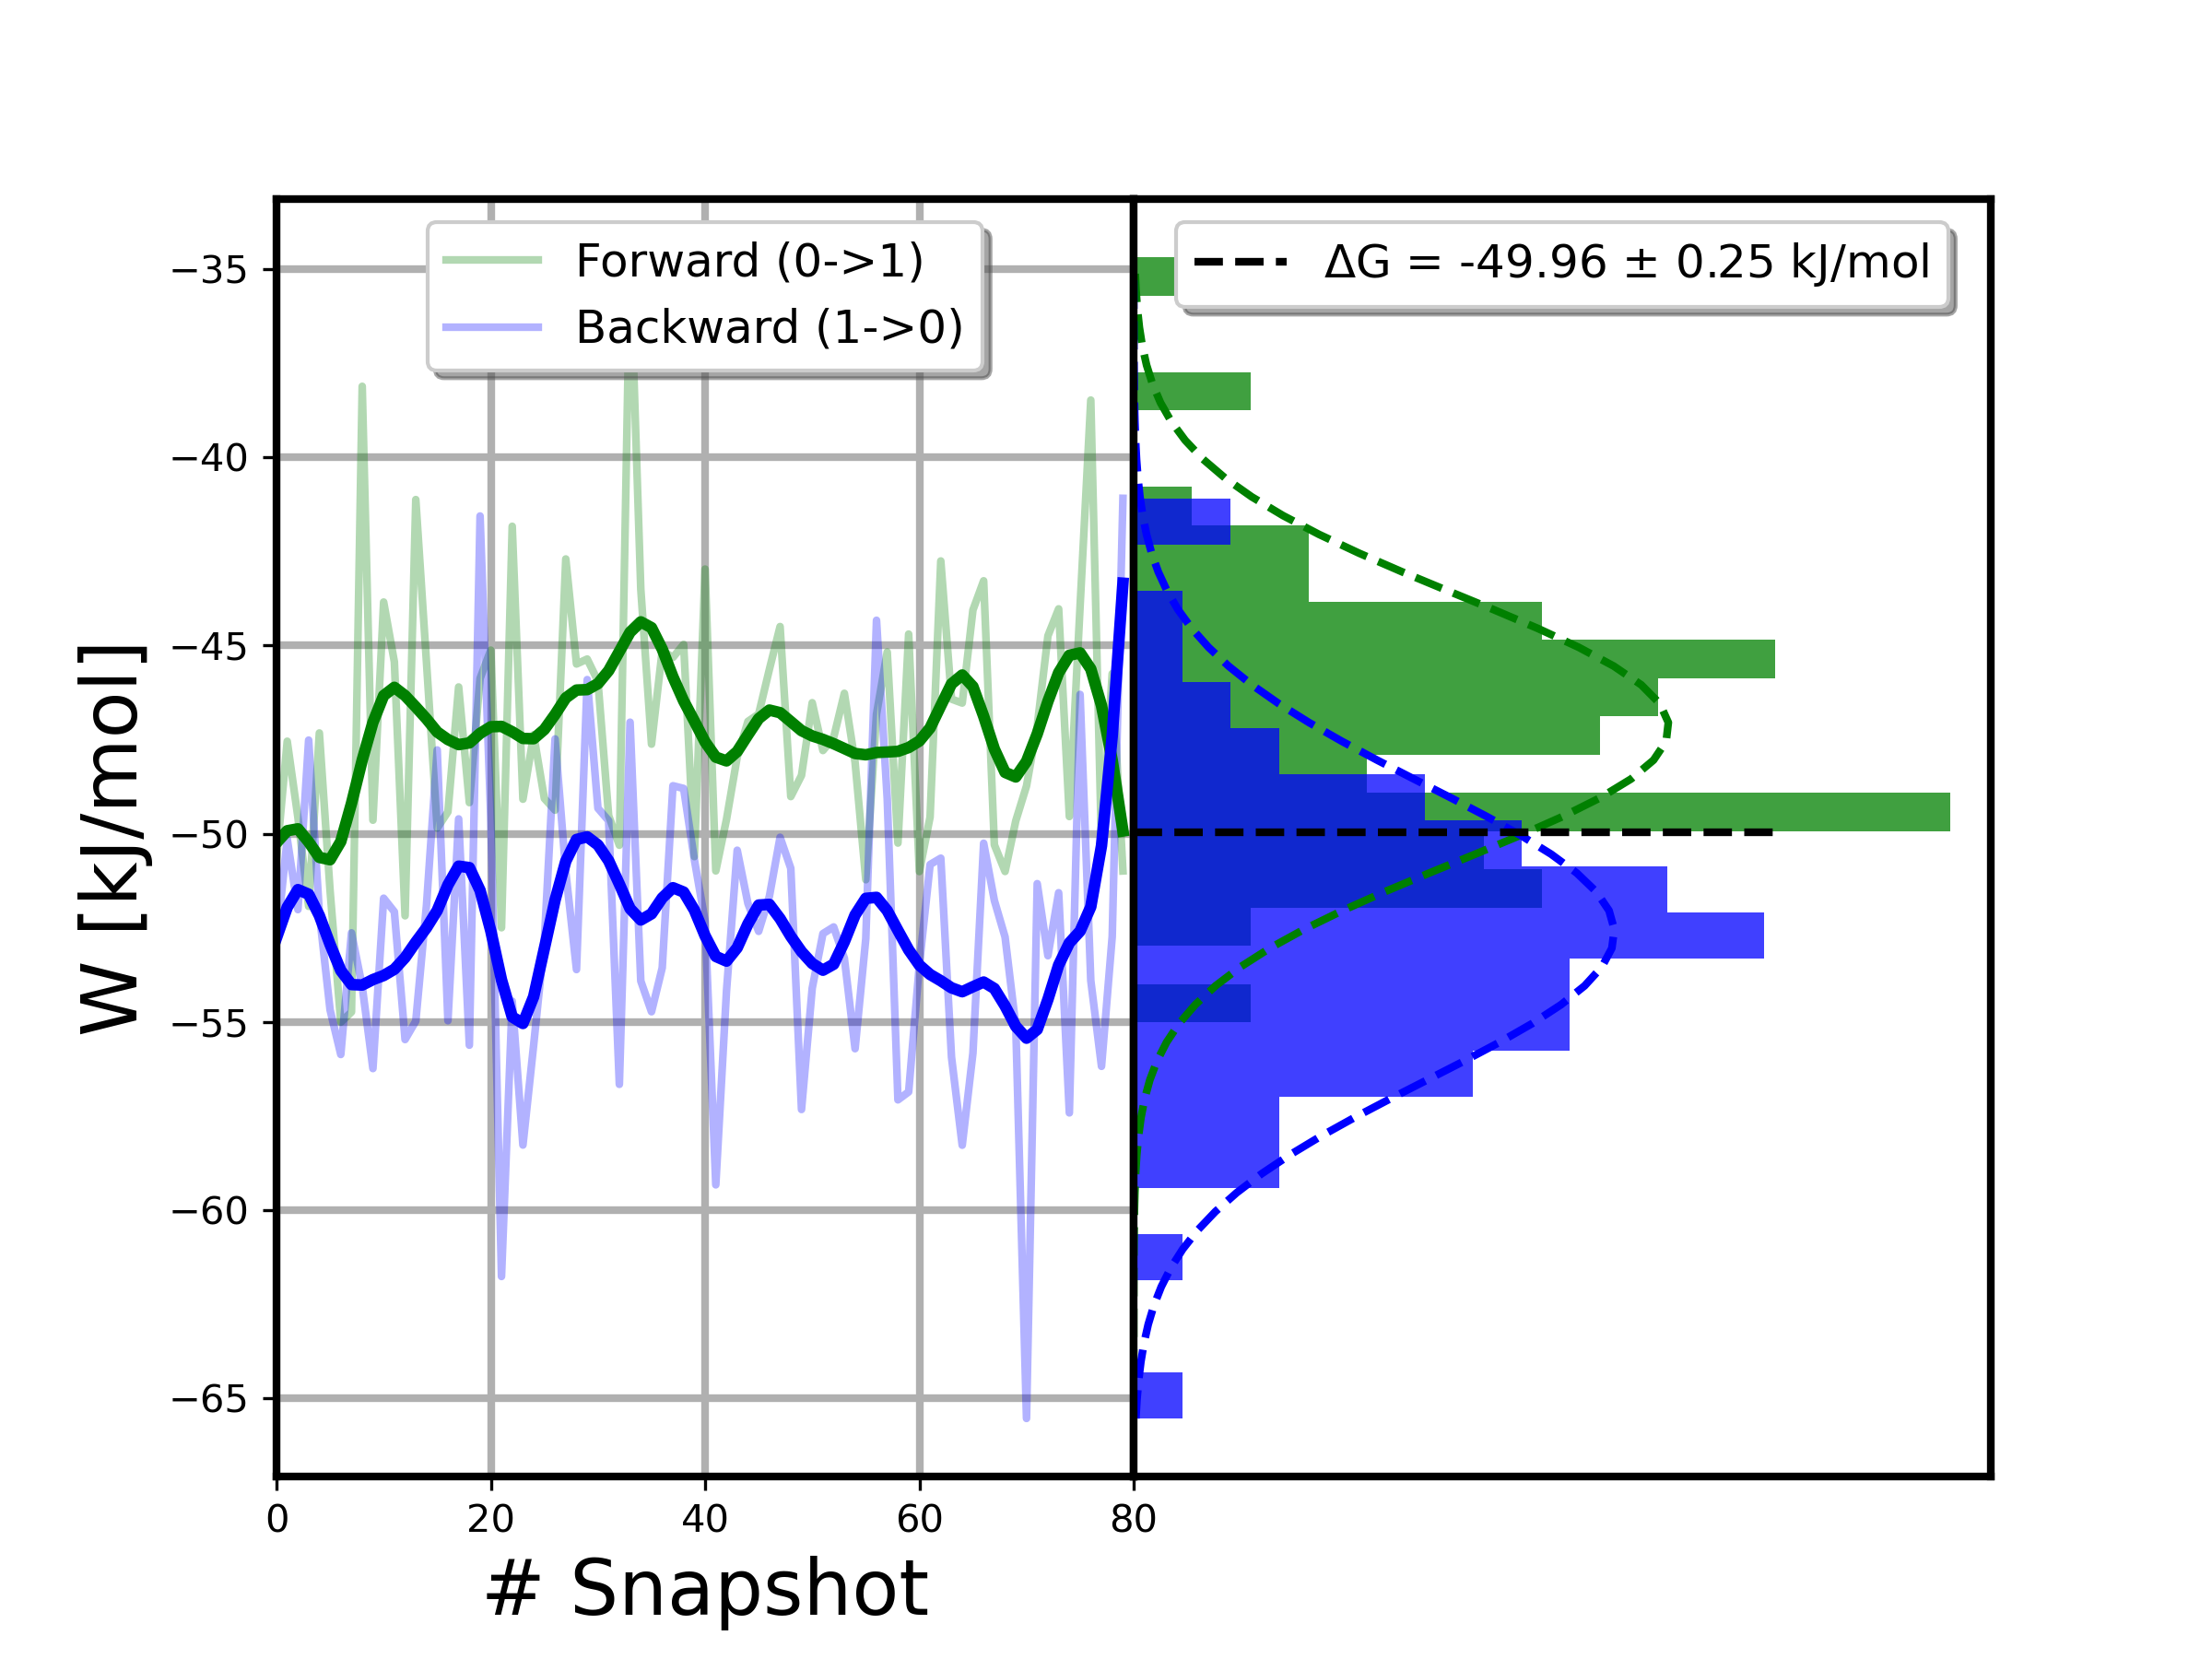 Forward (0->1)
Backward (1->0)
ΔG = -49.96 ± 0.25 kJ/mol
W [kJ/mol]
−35
−40
−45
−50
−55
−60
−65
0 20 40 60 80
# Snapshot